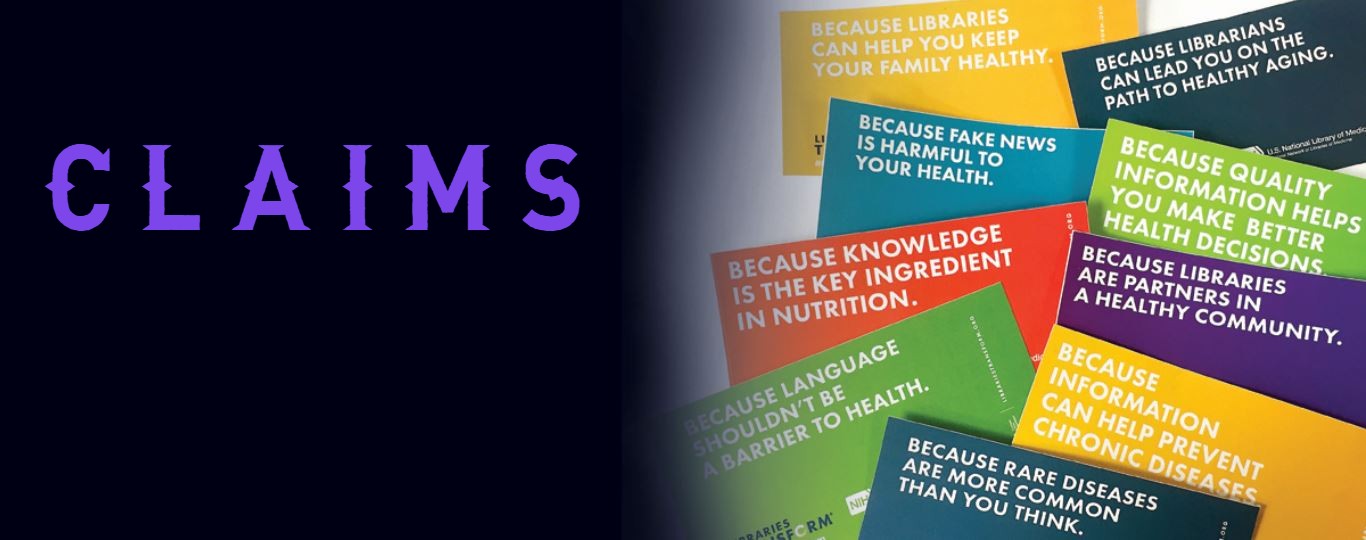 CLAIMS
BECAUSE LIBRARIES
CAN HELP YOU KEEP
YOUR FAMILY HEALTHY.
BECAUSE LIBRARIANS
CAN LEAD YOU ON THE
PATH TO HEALTHY AGING.
U.S. National Library of
BECAUSE FAKE NEWS
IS HARMFUL TO
YOUR HEALTH.
BECAUSE QUALITY
INFORMATION HELPS
YOU MAKE BETTER
HEALTH DECISIONS
BECAUSE KNOWLEDGE
IS THE KEY INGREDIENT
IN NUTRITION.
BECAUSE LIBRARIES
ARE PARTNERS IN
A HEALTHY COMMUNITY.
BECAUSE LANGUAGE
SHOULDN'T BE
A BARRIER TO HEALTH.
LIBRARIESTRANSFORM.ORG
NIH
BECAUSE
INFORMATION
CAN HELP PREVENT
CHRONIC DISEASES
BECAUSE RARE DISEASES
ARE MORE COMMON
THAN YOU THINK.